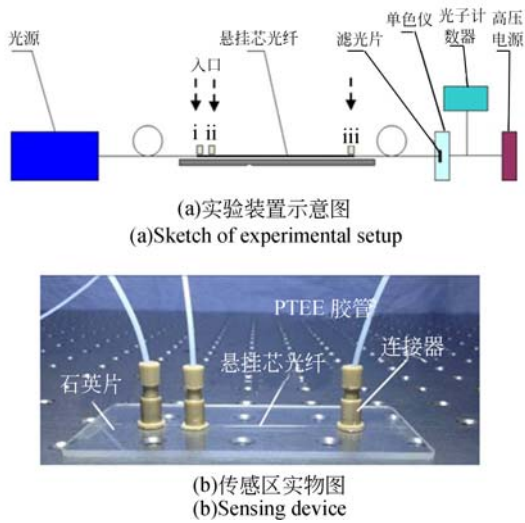 光源
入口
悬挂芯光纤
滤光片
单色仪
光子计
数器
高压
电源
i
ii
iii
(a)实验装置示意图
(a)Sketch of experimental setup
PTEE 胶管
悬挂芯光纤
连接器
石英片
(b)传感区实物图
(b)Sensing device